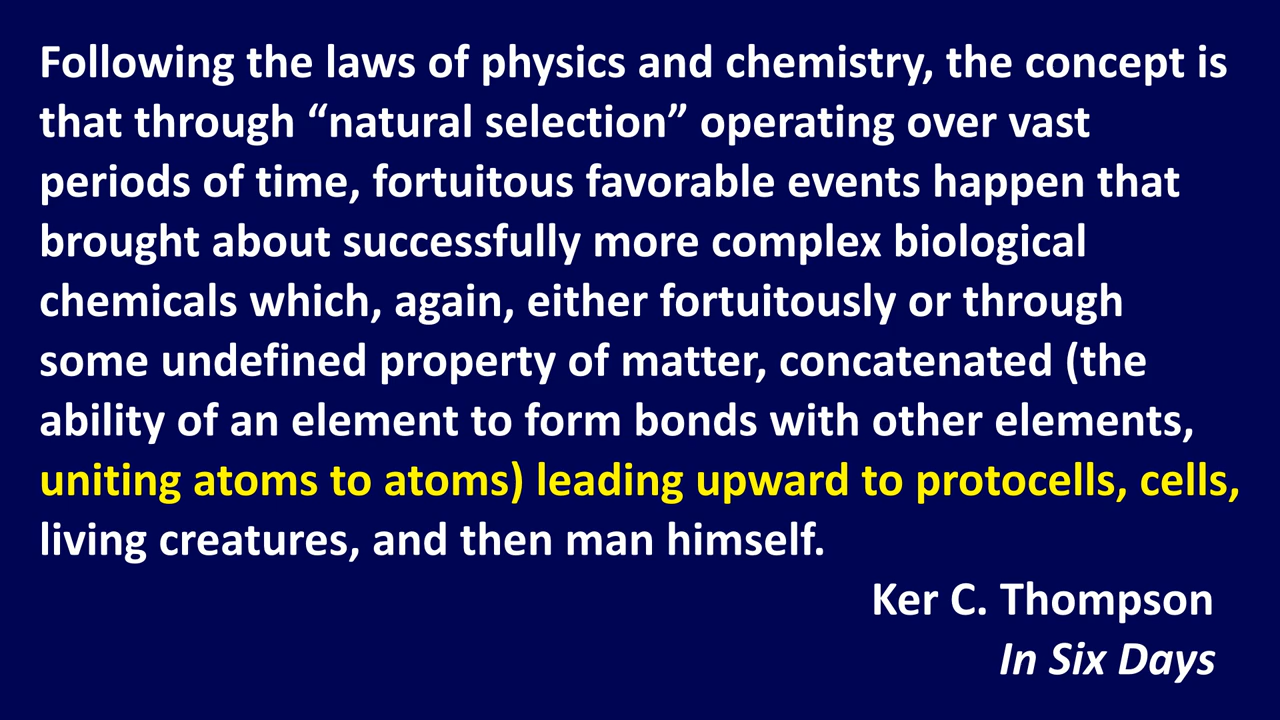 Following the laws of physics and chemistry, the concept is
that through “natural selection” operating over vast
periods of time, fortuitous favorable events happen that
brought about successfully more complex biological
chemicals which, again, either fortuitously or through
some undefined property of matter, concatenated (the
ability of an element to form bonds with other elements,
uniting atoms to atoms) leading upward to protocells, cells,
living creatures, and then man himself.
Ker C. Thompson
In Six Days